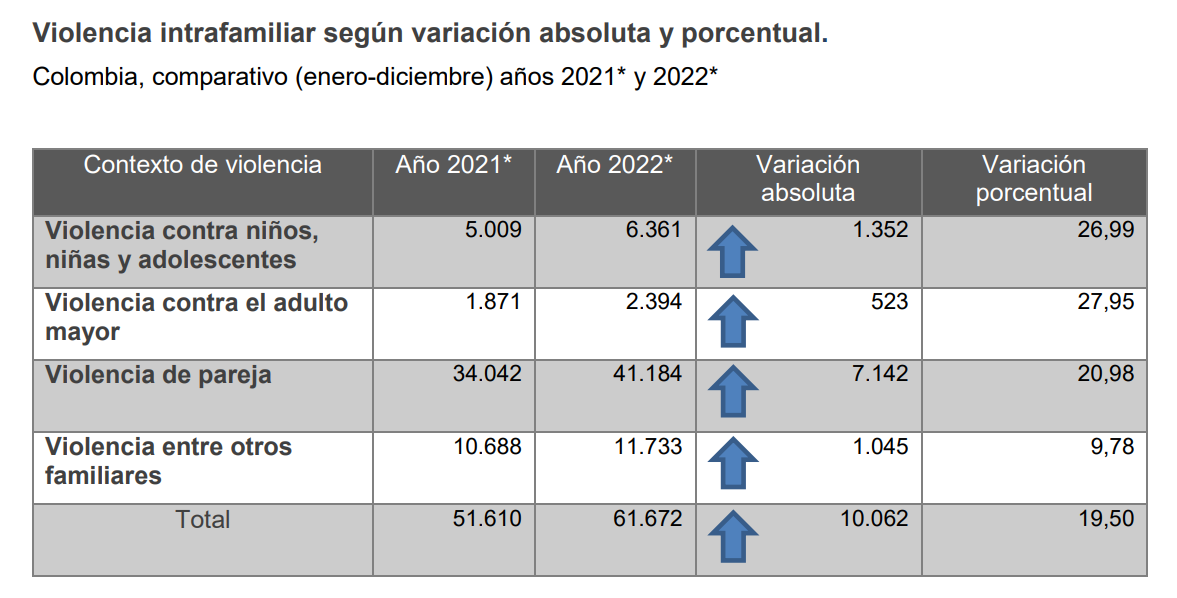 Violencia intrafamiliar según variación absoluta y porcentual.
Colombia, comparativo (enero-diciembre) años 2021* y 2022*
Contexto de violencia Año 2021* Año 2022* Variación absoluta Variación porcentual
Violencia contra niños, niñas y adolescentes 5.009 6.361 1.352 26,99
Violencia contra el adulto mayor 1.871 2.394 523 27,95
Violencia de pareja 34.042 41.184 7.142 20,98
Violencia entre otros familiares 10.688 11.733 1.045 9,78
Total 51.610 61.672 10.062 19,50